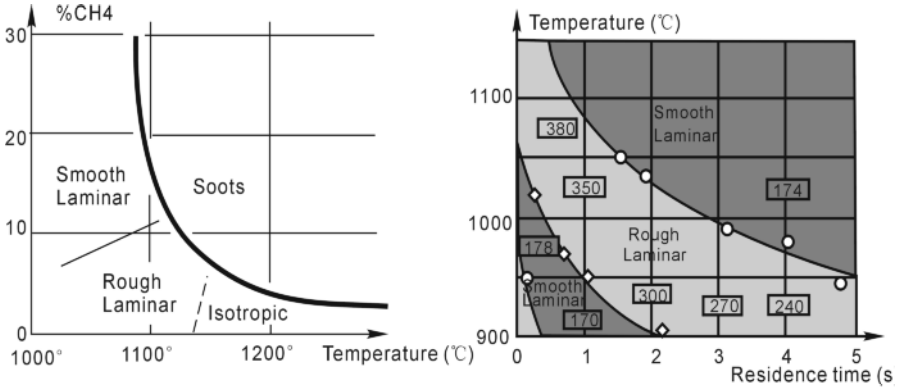 %CH4
30
20
10
0
Smooth
Laminar
Soots
Rough
Laminar
Isotropic
1000°
1100°
1200°
Temperature (℃)
Temperature (℃)
1100
1000
900
Smooth
Laminar
380
350
174
Rough
Laminar
178
Smooth
Laminar
300
270
240
170
0
1
2
3
4
5
Residence time (s